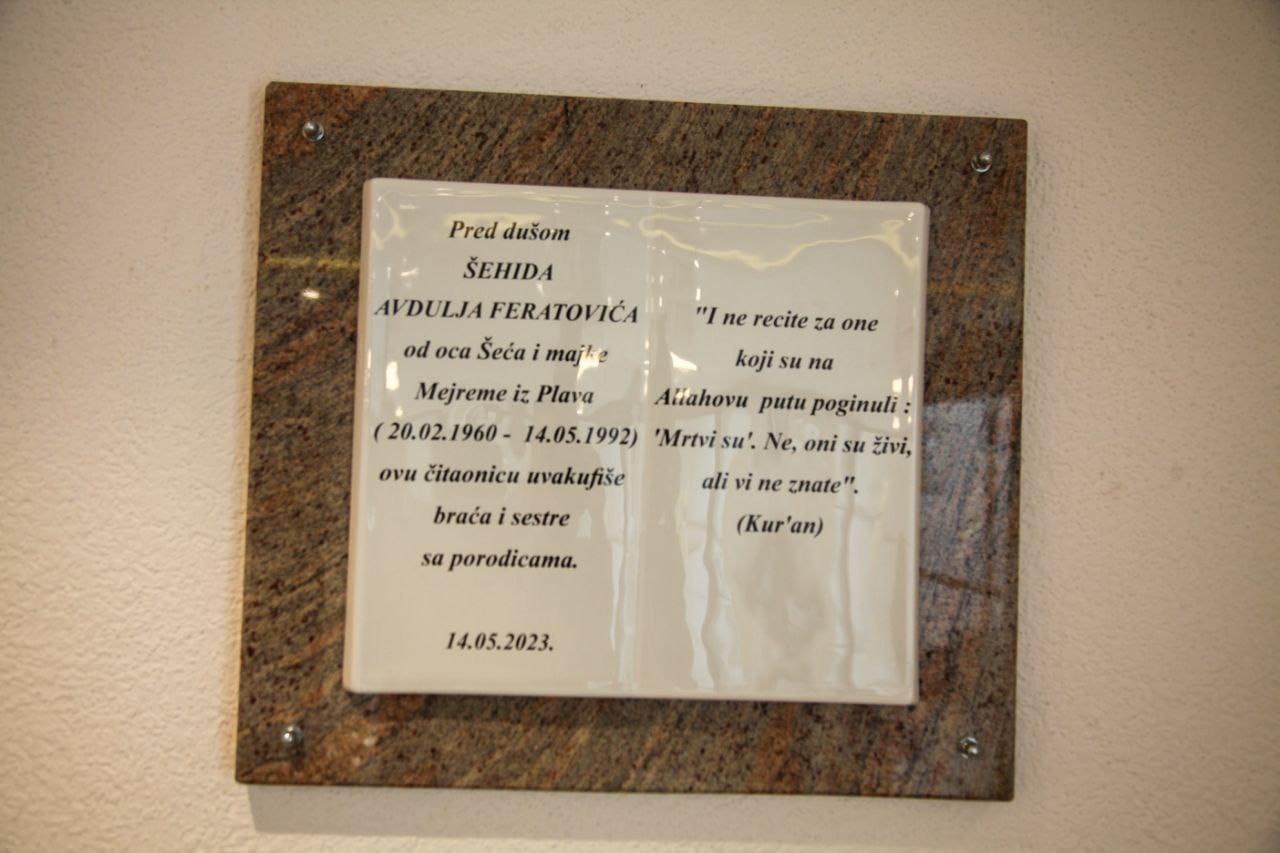 Pred dušom
ŠEHIDA
AVDULJA FERATOVIĆA
od oca Šeća i majke
Mejreme iz Plava
( 20.02.1960 - 14.05.1992)
ovu čitaonicu uvakufiše
braća i sestre
sa porodicama.
14.05.2023.
"I ne recite za one
koji su na
Allahovu putu poginuli :
'Mrtvi su'. Ne, oni su živi,
ali vi ne znate".
(Kur'an)